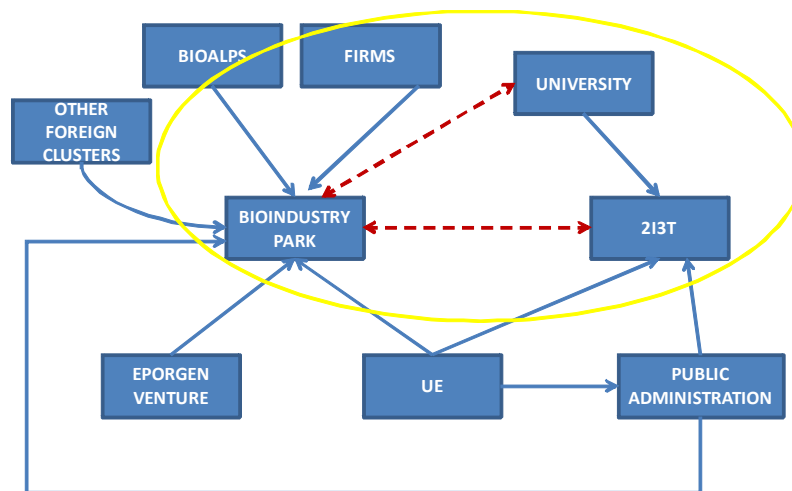 BIOALPS
FIRMS
UNIVERSITY
OTHER
FOREIGN
CLUSTERS
BIOINDUSTRY
PARK
2I3T
EPORGEN
VENTURE
UE
PUBLIC
ADMINISTRATION